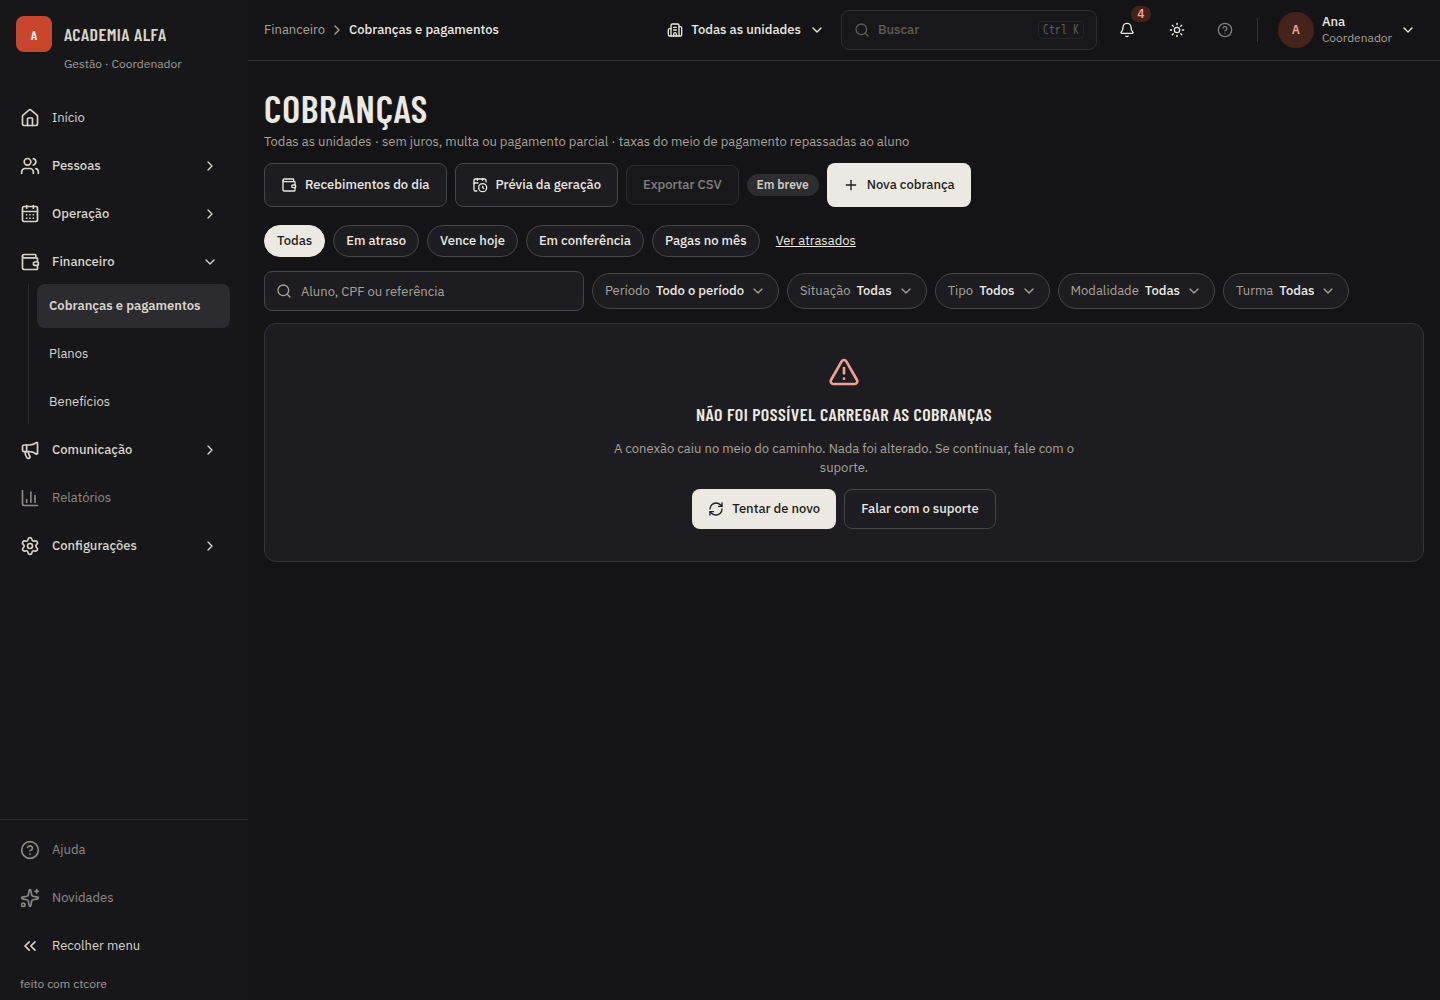 A
ACADEMIA ALFA
Gestão · Coordenador
Início
Pessoas
Operação
Financeiro
Cobranças e pagamentos
Planos
Benefícios
Comunicação
Relatórios
Configurações
Ajuda
Novidades
Recolher menu
feito com ctcore
Financeiro
Cobranças e pagamentos
Todas as unidades
Buscar
Ctrl K
4
A
Ana
Coordenador
COBRANÇAS
Todas as unidades · sem juros, multa ou pagamento parcial · taxas do meio de pagamento repassadas ao aluno
Recebimentos do dia
Prévia da geração
Exportar CSV
Em breve
Nova cobrança
Todas
Em atraso
Vence hoje
Em conferência
Pagas no mês
Ver atrasados
Aluno, CPF ou referência
Período Todo o período
Situação Todas
Tipo Todos
Modalidade Todas
Turma Todas
NÃO FOI POSSÍVEL CARREGAR AS COBRANÇAS
A conexão caiu no meio do caminho. Nada foi alterado. Se continuar, fale com o
suporte.
Tentar de novo
Falar com o suporte